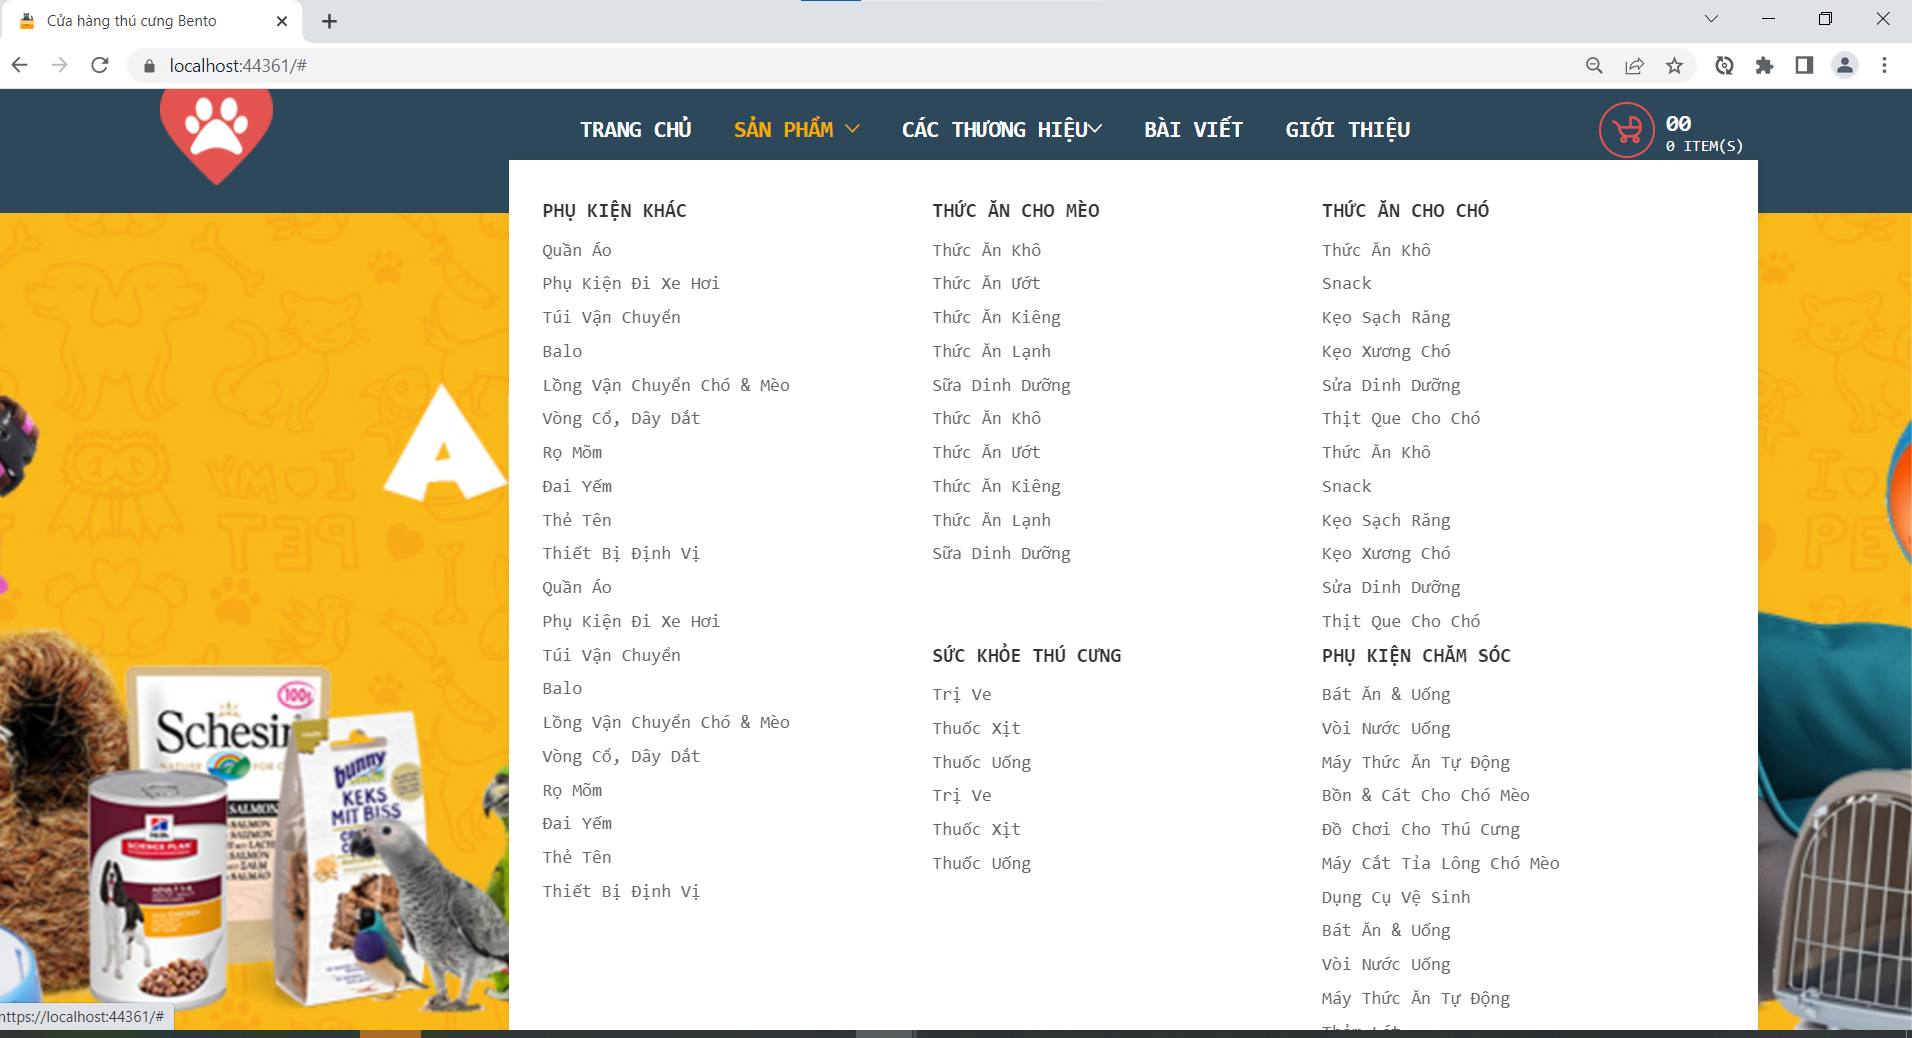 Cửa hàng thú cưng Bento
localhost:44361/#
TRANG CHỦ
SẢN PHẨM
CÁC THƯƠNG HIỆU
BÀI VIẾT
GIỚI THIỆU
00
0 ITEM(S)
PHỤ KIỆN KHÁC
Quần Áo
Phụ Kiện Đi Xe Hơi
Túi Vận Chuyển
Balo
Lồng Vận Chuyển Chó & Mèo
Vòng Cổ, Dây Dắt
Rọ Mõm
Đai Yếm
Thẻ Tên
Thiết Bị Định Vị
Quần Áo
Phụ Kiện Đi Xe Hơi
Túi Vận Chuyển
Balo
Lồng Vận Chuyển Chó & Mèo
Vòng Cổ, Dây Dắt
Rọ Mõm
Đai Yếm
Thẻ Tên
Thiết Bị Định Vị
THỨC ĂN CHO MÈO
Thức Ăn Khô
Thức Ăn Ướt
Thức Ăn Kiêng
Thức Ăn Lạnh
Sữa Dinh Dưỡng
Thức Ăn Khô
Thức Ăn Ướt
Thức Ăn Kiêng
Thức Ăn Lạnh
Sữa Dinh Dưỡng
THỨC ĂN CHO CHÓ
Thức Ăn Khô
Snack
Kẹo Sạch Răng
Kẹo Xương Chó
Sửa Dinh Dưỡng
Thịt Que Cho Chó
Thức Ăn Khô
Snack
Kẹo Sạch Răng
Kẹo Xương Chó
Sửa Dinh Dưỡng
Thịt Que Cho Chó
SỨC KHỎE THÚ CƯNG
Trị Ve
Thuốc Xịt
Thuốc Uống
Trị Ve
Thuốc Xịt
Thuốc Uống
PHỤ KIỆN CHĂM SÓC
Bát Ăn & Uống
Vòi Nước Uống
Máy Thức Ăn Tự Động
Bồn & Cát Cho Chó Mèo
Đồ Chơi Cho Thú Cưng
Máy Cắt Tỉa Lông Chó Mèo
Dụng Cụ Vệ Sinh
Bát Ăn & Uống
Vòi Nước Uống
Máy Thức Ăn Tự Động
A
I MY
PET
I
PE
100g
Schesir
NATURE FOR
SALMON
bunny
KEKS
MIT BISS
SCIENCE PLAN
https://localhost:44361/#